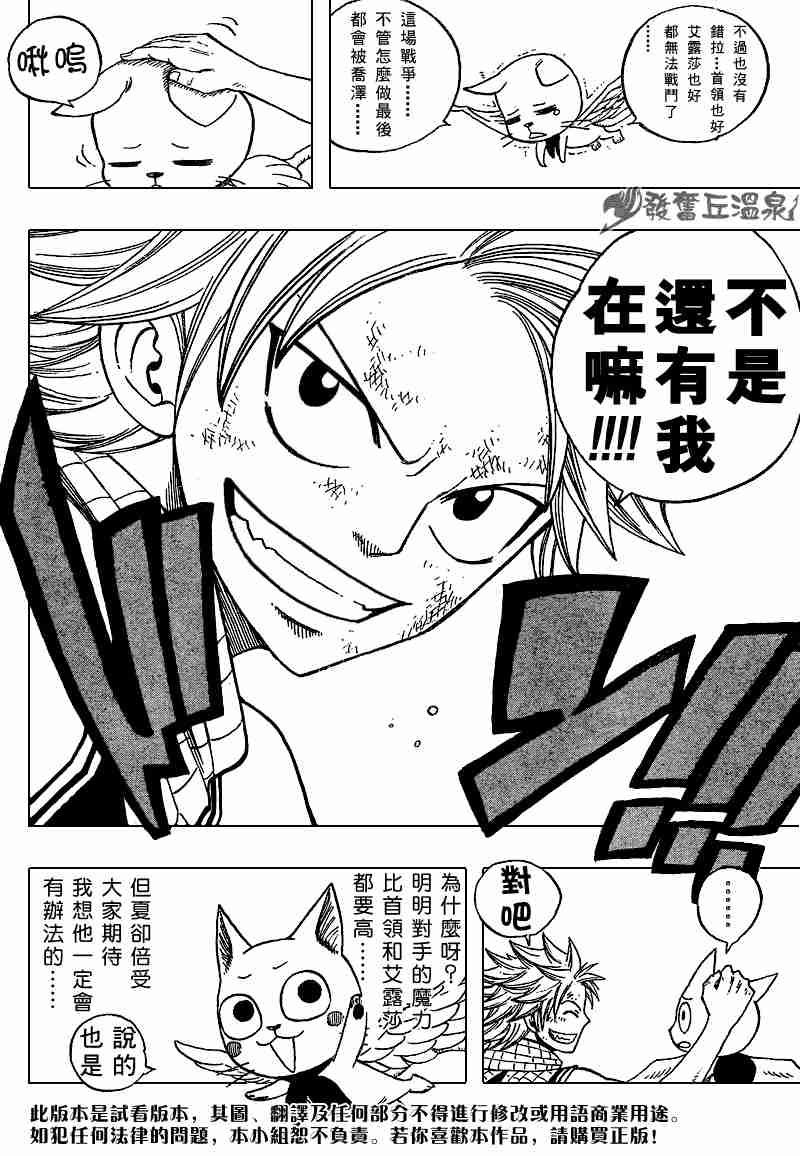 不過也沒有
錯拉…首領也好
艾露莎也好
都無法戰鬥了
……
這場戰爭……
不管怎麼做最後
都會被喬澤……
啾嗚
發奮丘溫泉
不是
還有我
在嘛!!!!
ドン!!!
……
對吧
為什麼呀?
明明對手的魔力
比首領和艾露莎
都要高……
但夏卻倍受
大家期待
我想他一定會
有辦法的……
說的
也是
此版本是試看版本，其圖、翻譯及任何部分不得進行修改或用語商業用途。
如犯任何法律的問題，本小組恕不負責。若你喜歡本作品，請購買正版!